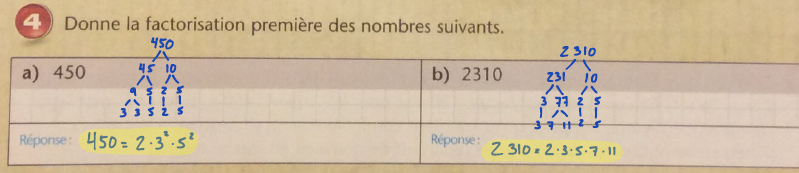 4 Donne la factorisation première des nombres suivants.
a) 450
450
45 10
9 5 2 5
3 3 5 2 5
Réponse: 450 = 2·3²·5²
b) 2310
2310
231 10
3 77 2 5
3 7 11 2 5
Réponse: 2310 = 2·3·5·7·11